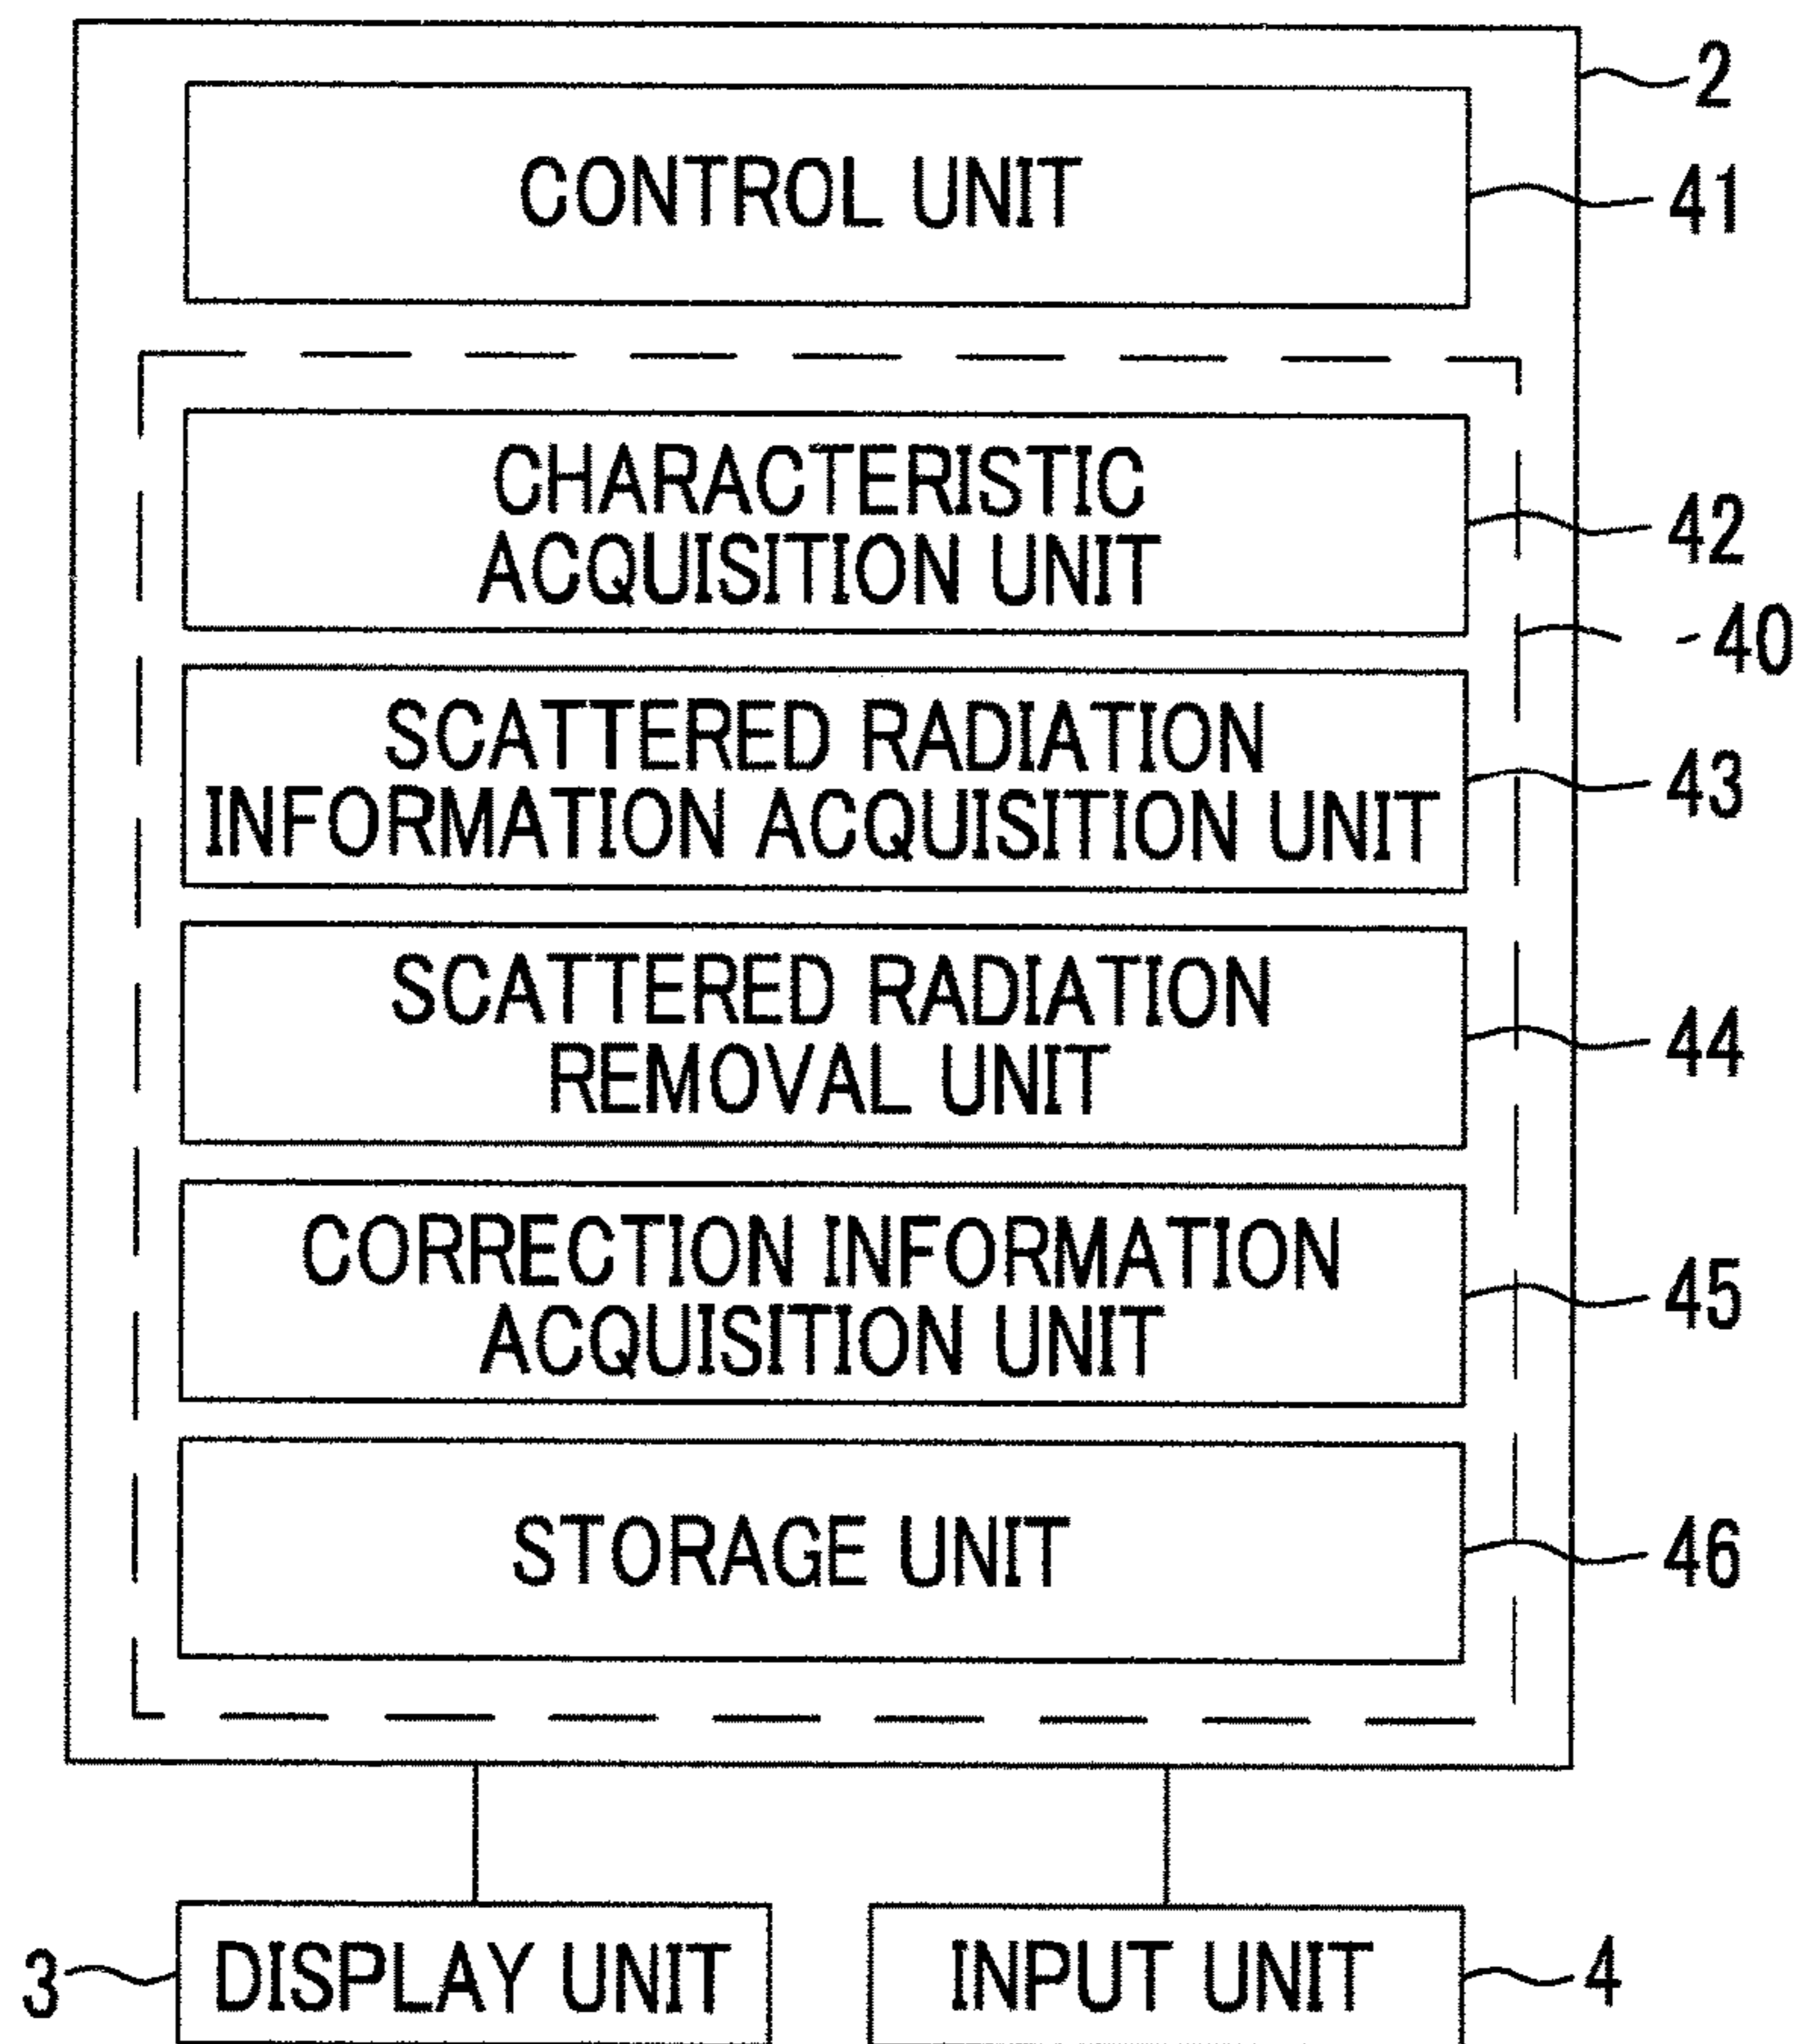 2
CONTROL UNIT
41
CHARACTERISTIC
ACQUISITION UNIT
42
40
SCATTERED RADIATION
INFORMATION ACQUISITION UNIT
43
SCATTERED RADIATION
REMOVAL UNIT
44
CORRECTION INFORMATION
ACQUISITION UNIT
45
STORAGE UNIT
46
3
DISPLAY UNIT
INPUT UNIT
4